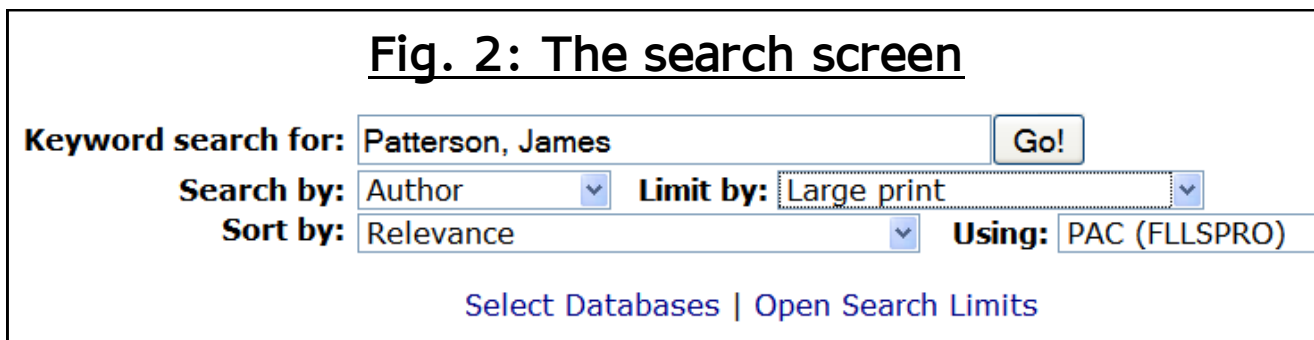 Fig. 2: The search screen
Keyword search for: Patterson, James Go!
Search by: Author Limit by: Large print
Sort by: Relevance Using: PAC (FLLSPRO)
Select Databases | Open Search Limits